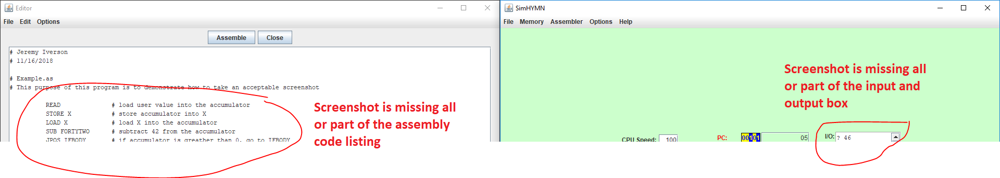 Editor
File Edit Options
Assemble Close
# Jeremy Iverson
# 11/16/2018
# Example.as
# This purpose of this program is to demonstrate how to take an acceptable screenshot
READ # load user value into the accumulator
STORE X # store accumulator into X
LOAD X # load X into the accumulator
SUB FORTYTWO # subtract 42 from the accumulator
JPOS IFBODY # if accumulator is greather than 0, go to IFBODY
Screenshot is missing all
or part of the assembly
code listing
SimHYMN
File Memory Assembler Options Help
Screenshot is missing all
or part of the input and
output box
CPU Speed: 100 PC: 00101 05 I/O: ? 46